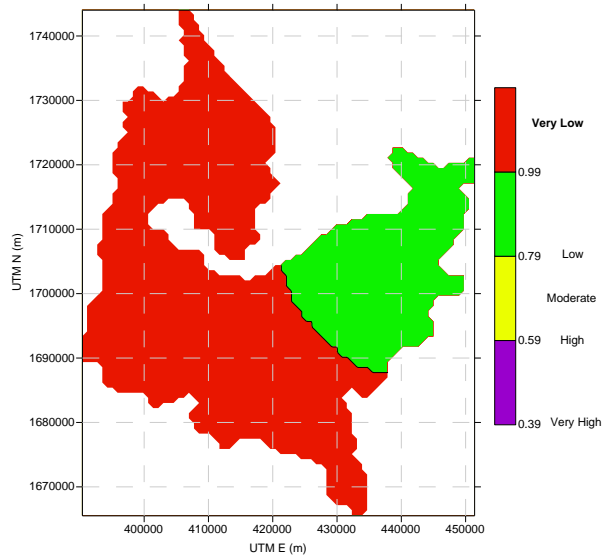 1740000
1730000
1720000
1710000
1700000
1690000
1680000
1670000
UTM N (m)
400000 410000 420000 430000 440000 450000
UTM E (m)
Very Low
0.99
Low
0.79
Moderate
0.59
High
0.39
Very High